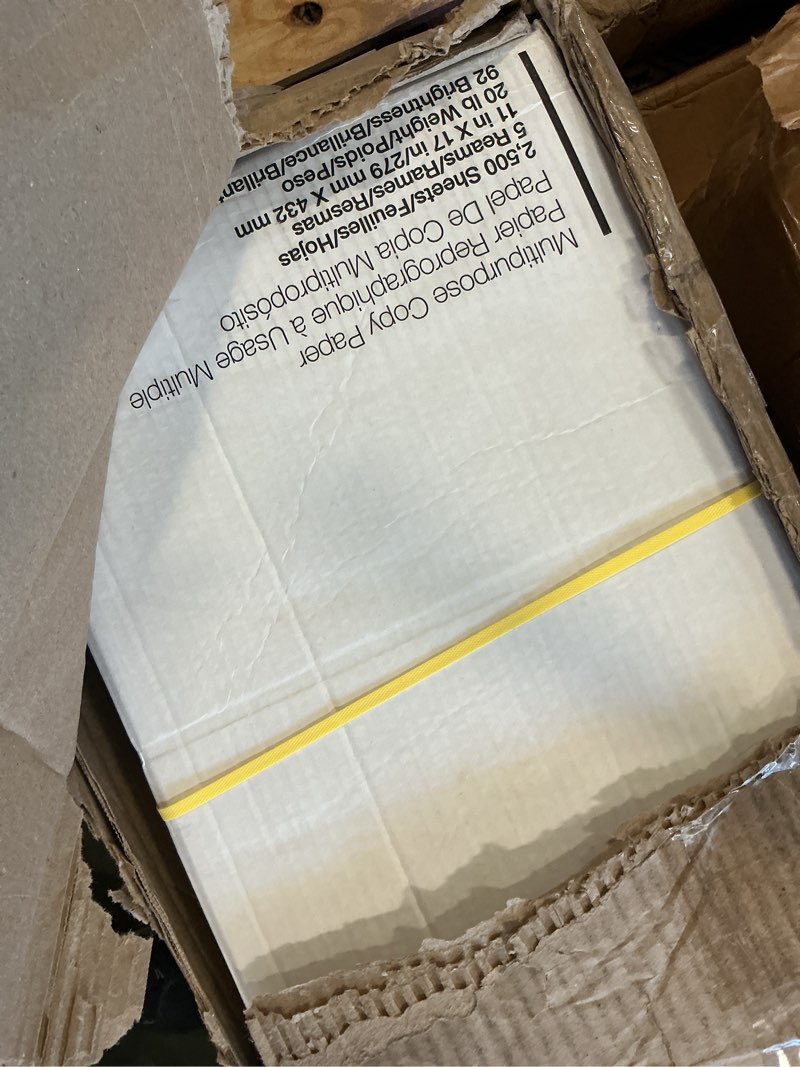 Multipurpose Copy Paper
Papier Reprographique à Usage Multiple
Papel De Copia Multipropósito
2,500 Sheets/Feuilles/Hojas
5 Reams/Rames/Resmas
11 in X 17 in/279 mm X 432 mm
20 lb Weight/Poids/Peso
92 Brightness/Brillance/Brillant